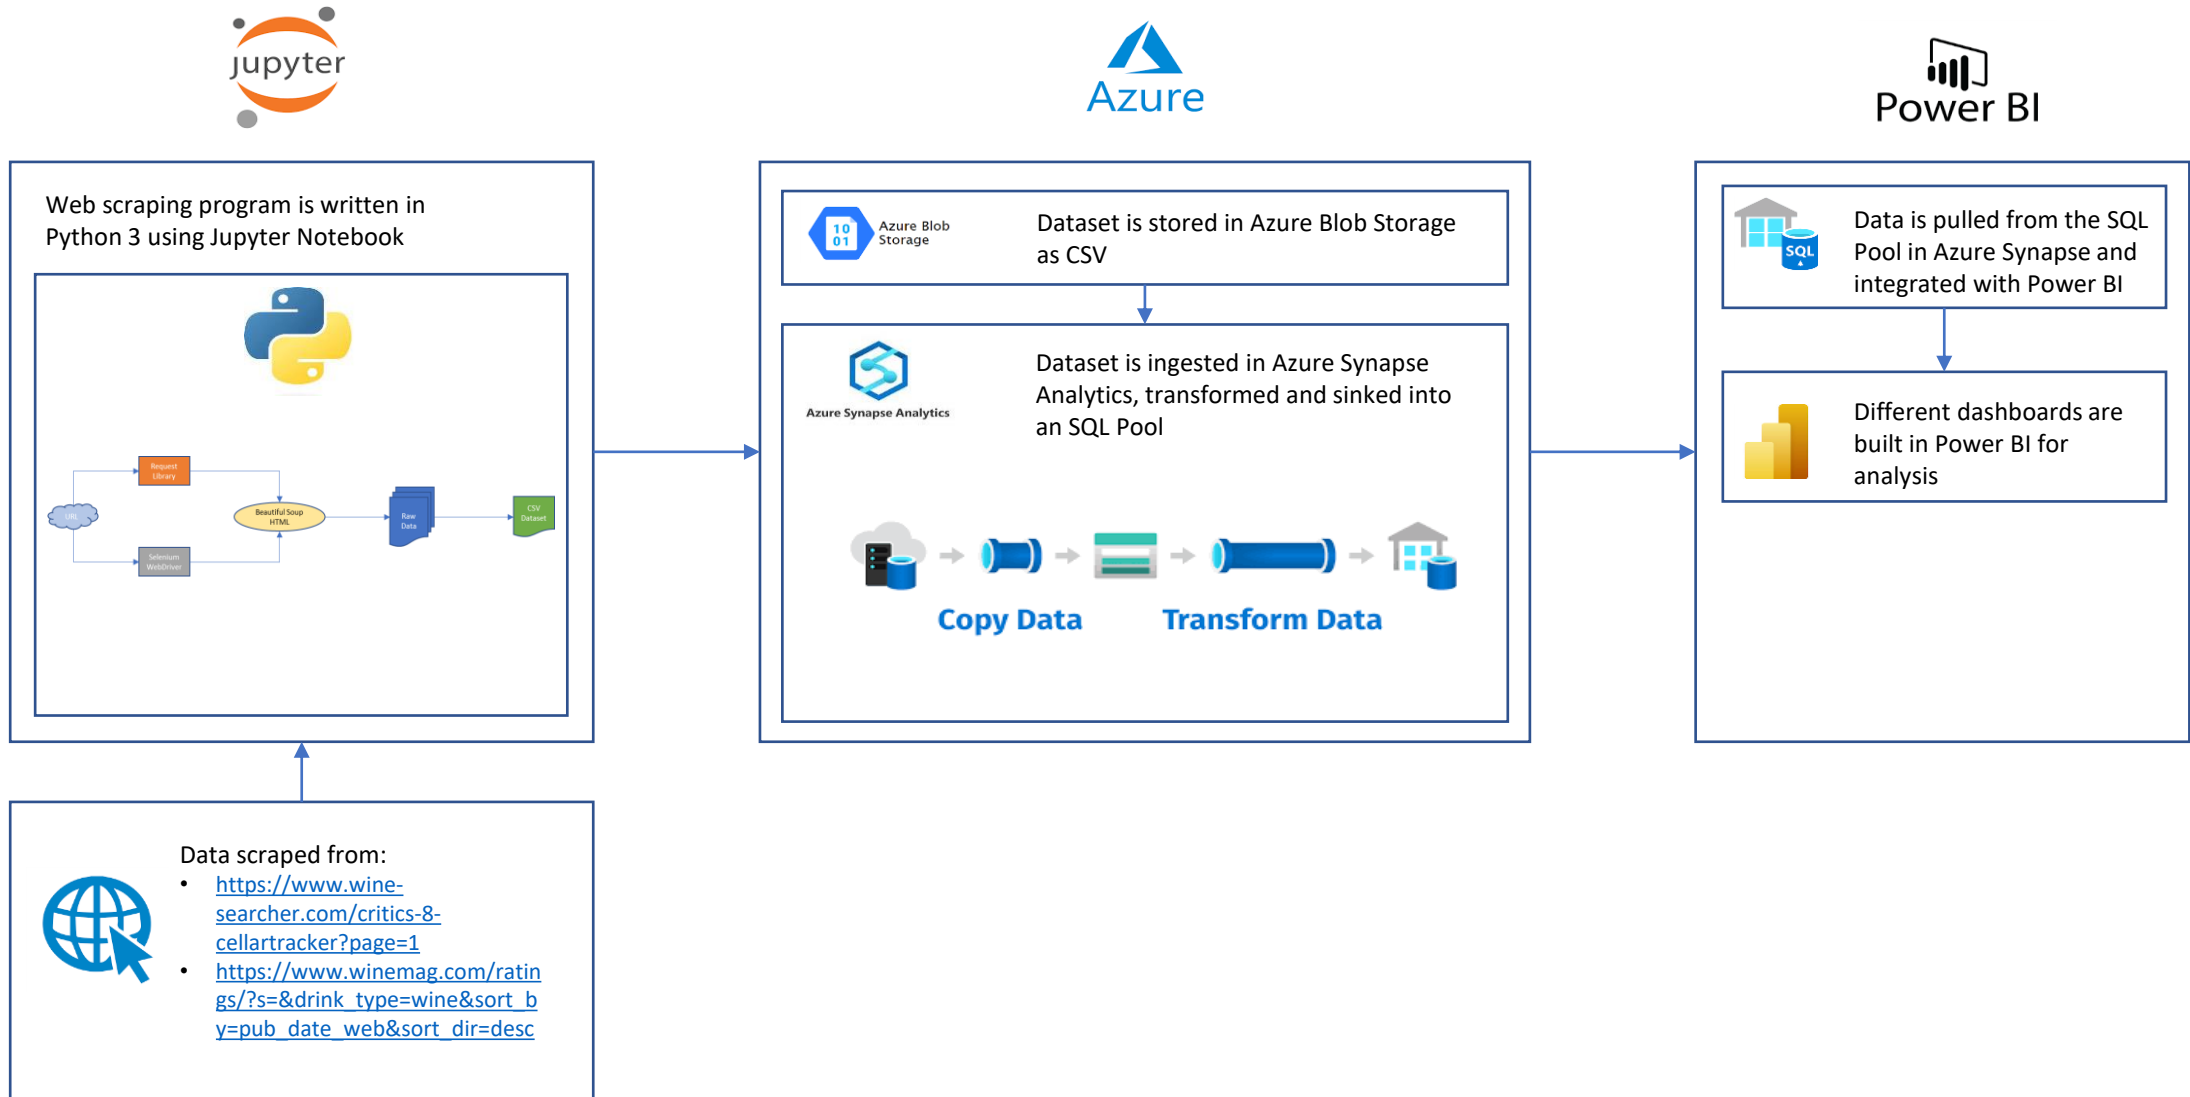 jupyter
Azure
Power BI
Web scraping program is written in
Python 3 using Jupyter Notebook
Request
Library
URL
Beautiful Soup
HTML
Raw
Data
CSV
Dataset
Selenium
WebDriver
Data scraped from:
• https://www.wine-
searcher.com/critics-8-
cellartracker?page=1
• https://www.winemag.com/ratin
gs/?s=&drink_type=wine&sort_b
y=pub_date_web&sort_dir=desc
10
01
Azure Blob
Storage
Dataset is stored in Azure Blob Storage
as CSV
Azure Synapse Analytics
Dataset is ingested in Azure Synapse
Analytics, transformed and sinked into
an SQL Pool
Copy Data
Transform Data
SQL
Data is pulled from the SQL
Pool in Azure Synapse and
integrated with Power BI
Different dashboards are
built in Power BI for
analysis